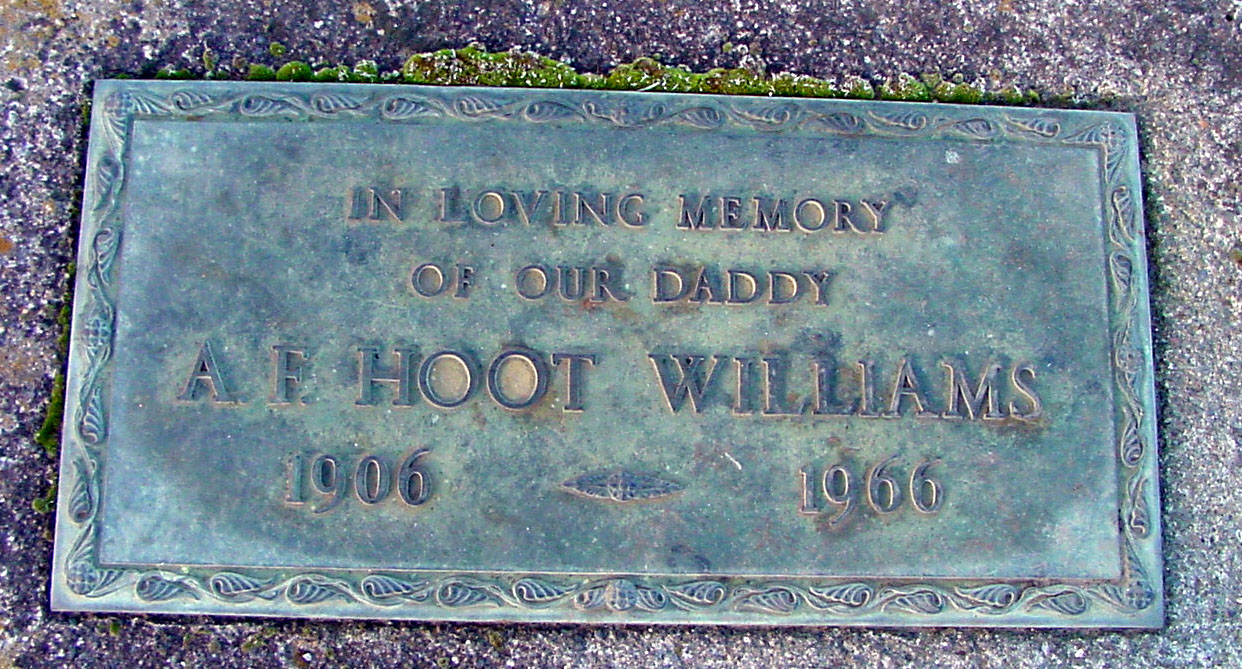 IN LOVING MEMORY
OF OUR DADDY
A. F. HOOT WILLIAMS
1906 1966